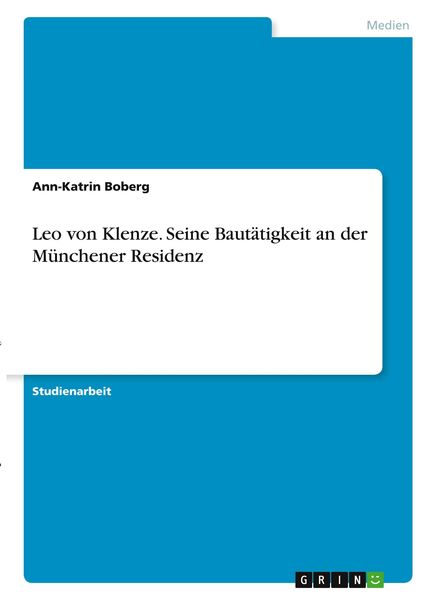 Medien
Ann-Katrin Boberg
Leo von Klenze. Seine Bautätigkeit an der
Münchener Residenz
Studienarbeit
GRIN